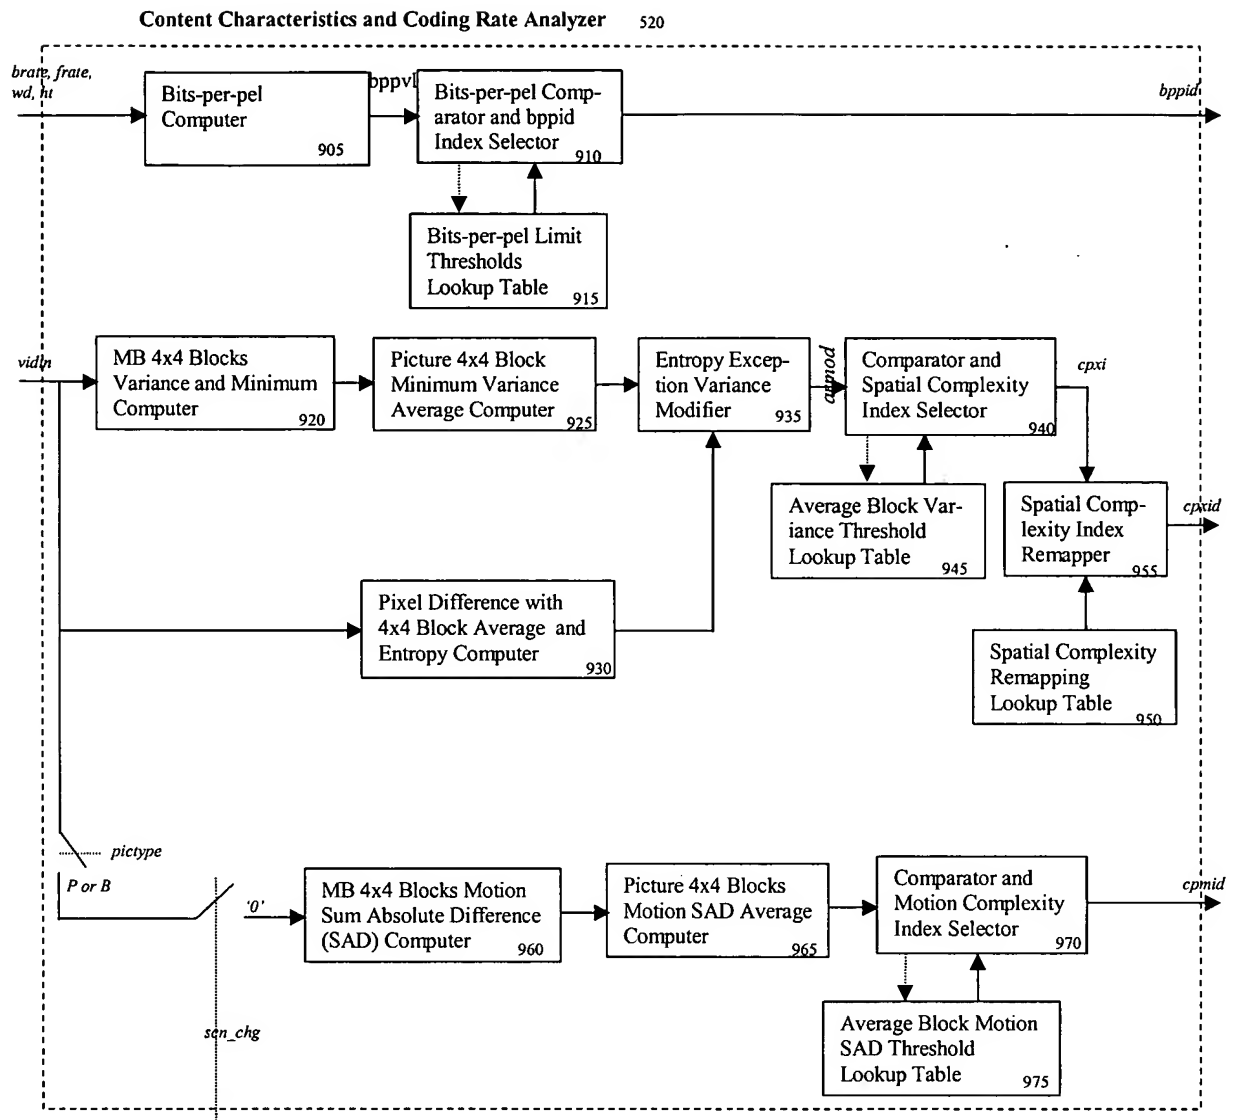 Content Characteristics and Coding Rate Analyzer 520
brate, frate,
wd, ht
Bits-per-pel
Computer
905
bppvl
Bits-per-pel Comp-
arator and bppid
Index Selector
910
bppid
Bits-per-pel Limit
Thresholds
Lookup Table
915
vidin
MB 4x4 Blocks
Variance and Minimum
Computer
920
Picture 4x4 Block
Minimum Variance
Average Computer
925
Entropy Excep-
tion Variance
Modifier
935
Comparator and
Spatial Complexity
Index Selector
940
cpxi
Average Block Var-
iance Threshold
Lookup Table
945
Spatial Comp-
lexity Index
Remapper
955
cpxid
Pixel Difference with
4x4 Block Average and
Entropy Computer
930
Spatial Complexity
Remapping
Lookup Table
950
pictype
P or B
'0'
MB 4x4 Blocks Motion
Sum Absolute Difference
(SAD) Computer
960
Picture 4x4 Blocks
Motion SAD Average
Computer
965
Comparator and
Motion Complexity
Index Selector
970
cpmid
scn_chg
Average Block Motion
SAD Threshold
Lookup Table
975